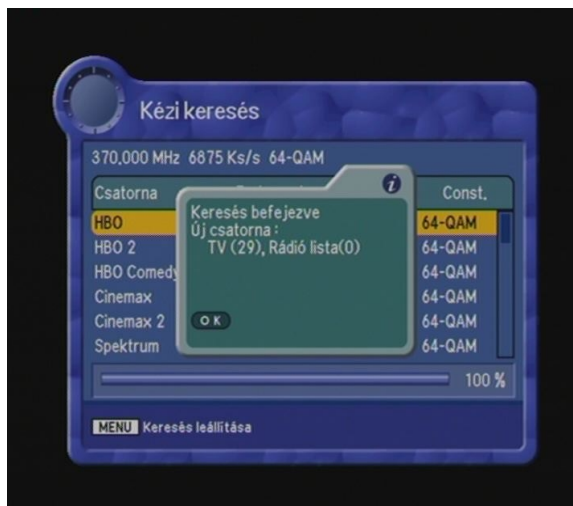 Kézi keresés
370,000 MHz 6875 Ks/s 64-QAM
Csatorna Const.
HBO 64-QAM
HBO 2 64-QAM
HBO Comedy 64-QAM
Cinemax 64-QAM
Cinemax 2 64-QAM
Spektrum 64-QAM
Keresés befejezve
Új csatorna :
TV (29), Rádió lista(0)
OK
100 %
MENU Keresés leállítása